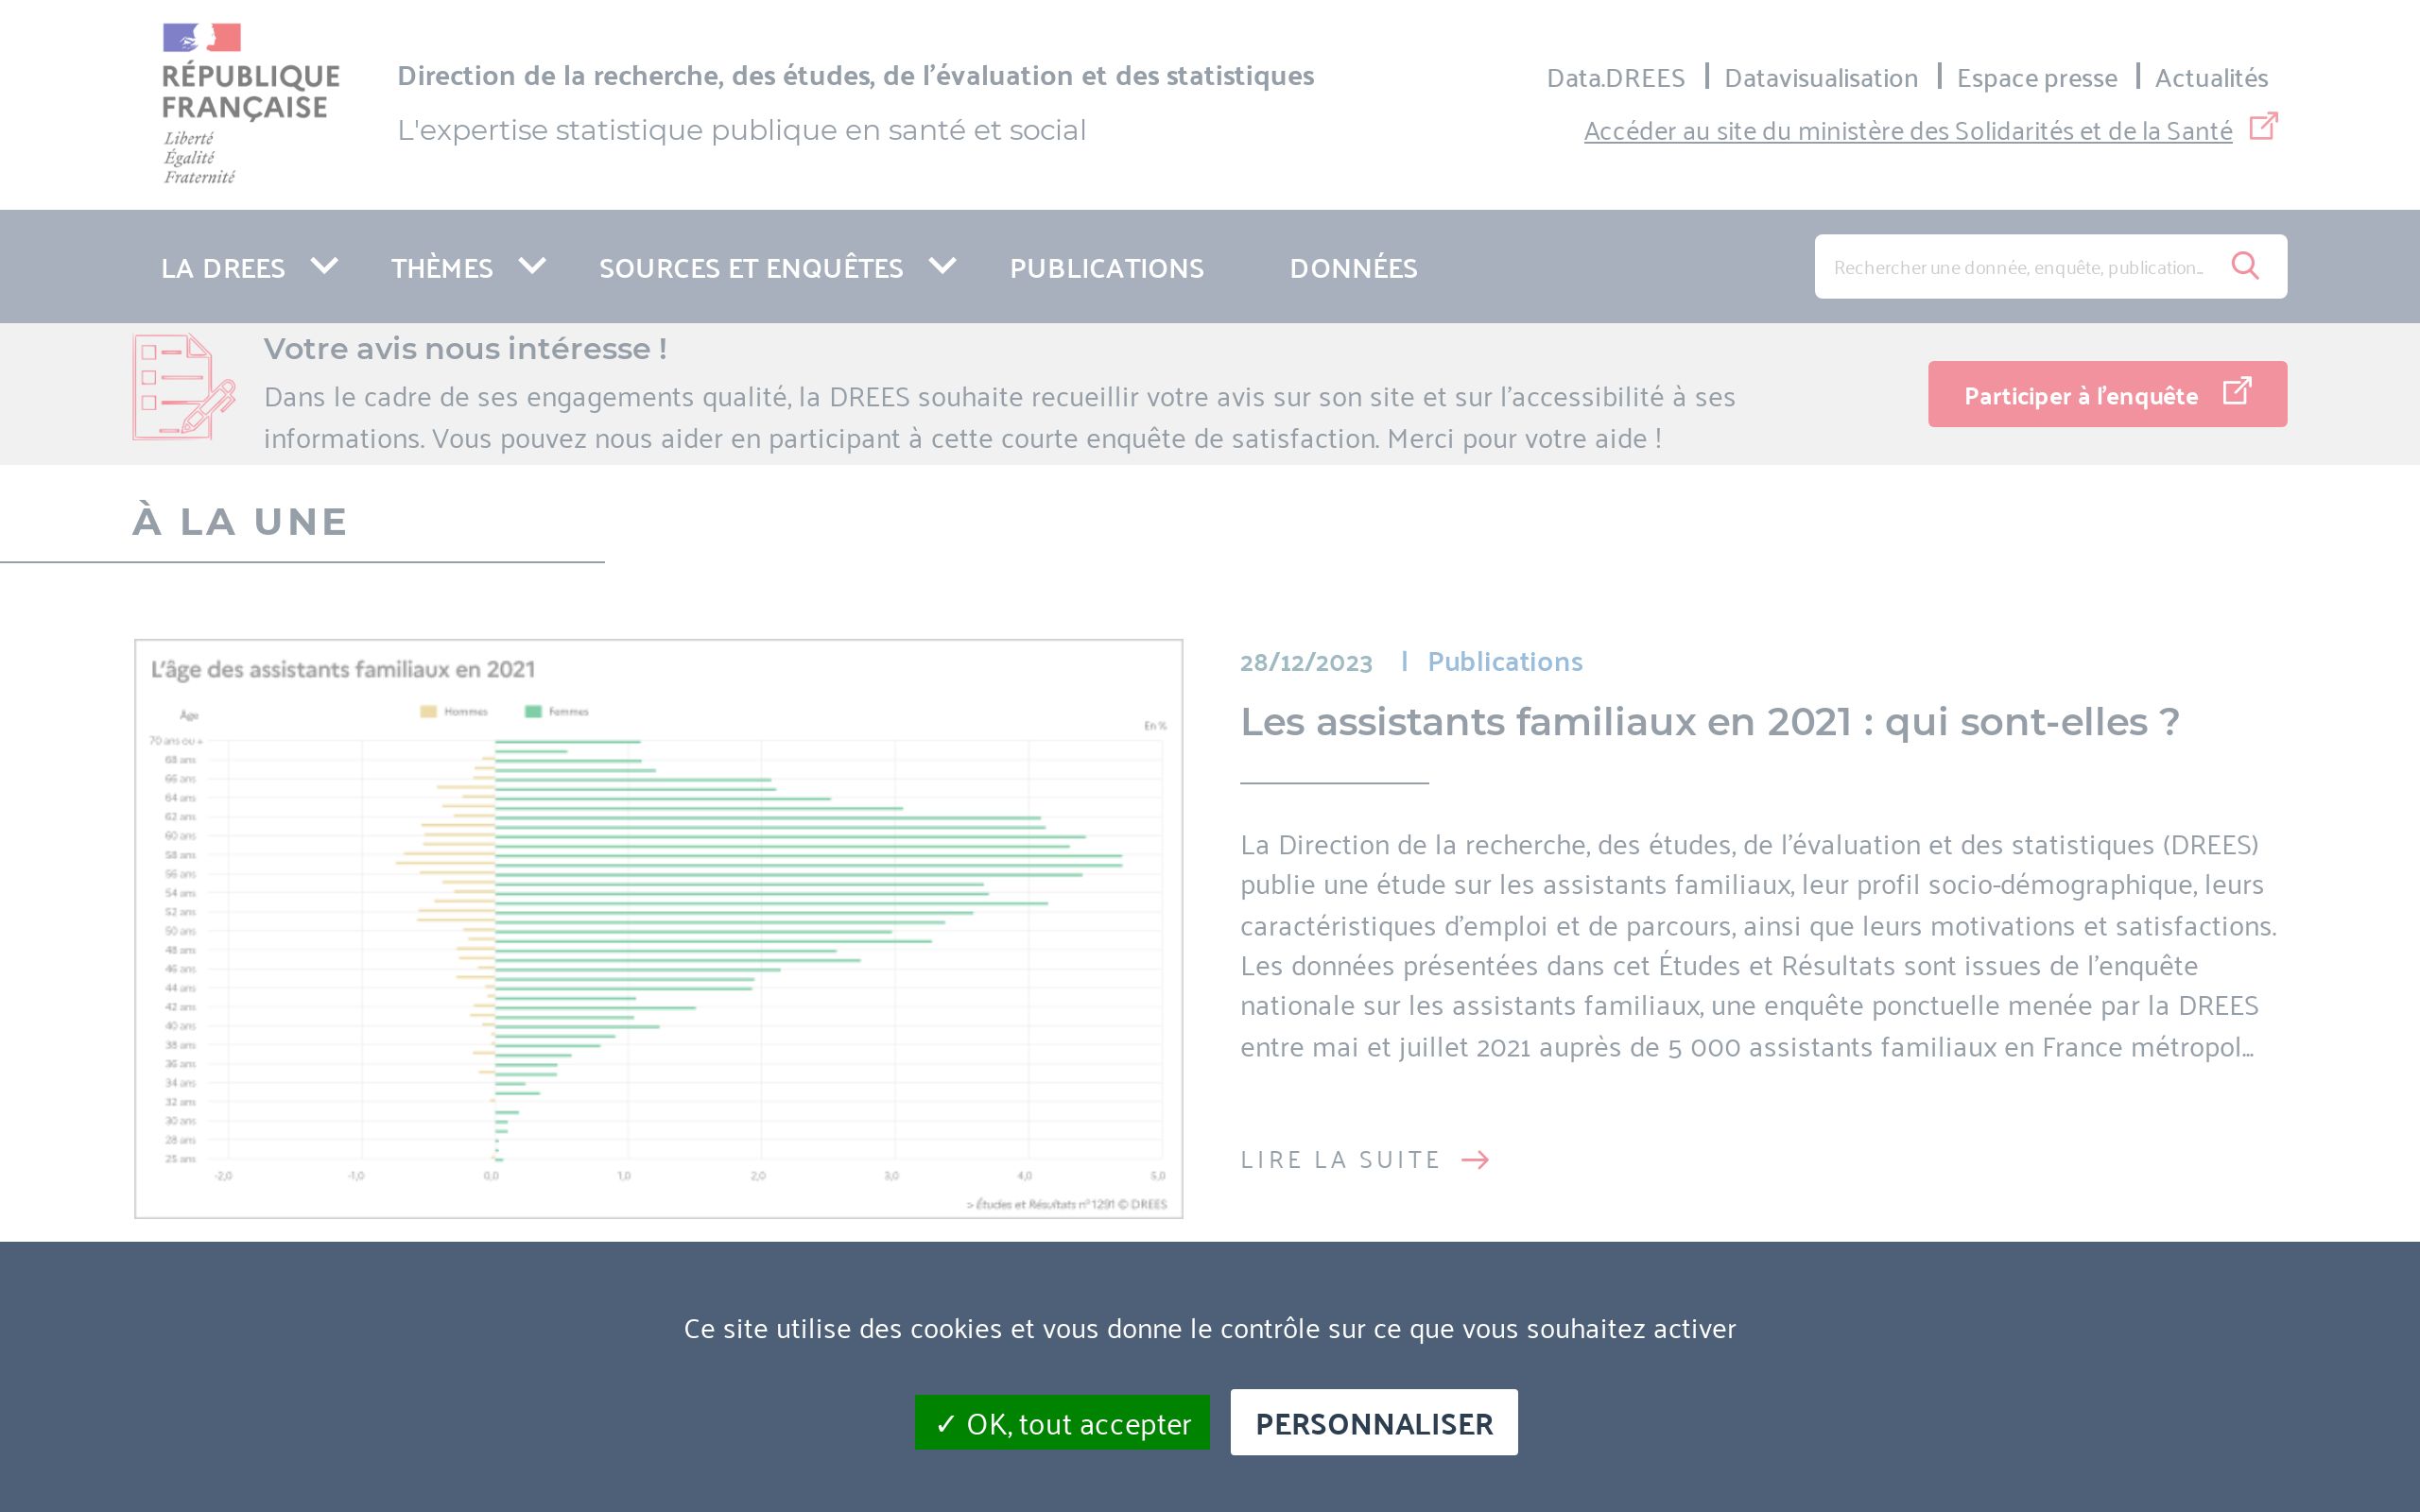 RÉPUBLIQUE
FRANÇAISE
Liberté
Égalité
Fraternité
Direction de la recherche, des études, de l'évaluation et des statistiques
L'expertise statistique publique en santé et social
Data.DREES | Datavisualisation | Espace presse | Actualités
Accéder au site du ministère des Solidarités et de la Santé
LA DREES THÈMES SOURCES ET ENQUÊTES PUBLICATIONS DONNÉES
Rechercher une donnée, enquête, publication...
Votre avis nous intéresse !
Dans le cadre de ses engagements qualité, la DREES souhaite recueillir votre avis sur son site et sur l'accessibilité à ses
informations. Vous pouvez nous aider en participant à cette courte enquête de satisfaction. Merci pour votre aide !
Participer à l'enquête
À LA UNE
L'âge des assistants familiaux en 2021
Hommes Femmes
Âge
En %
70 ans ou +
68 ans
66 ans
64 ans
62 ans
60 ans
58 ans
56 ans
54 ans
52 ans
50 ans
48 ans
46 ans
44 ans
42 ans
40 ans
38 ans
36 ans
34 ans
32 ans
30 ans
28 ans
25 ans
-2,0 -1,0 0,0 1,0 2,0 3,0 4,0 5,0
> Études et Résultats n° 1291 © DREES
28/12/2023 | Publications
Les assistants familiaux en 2021 : qui sont-elles ?
La Direction de la recherche, des études, de l'évaluation et des statistiques (DREES)
publie une étude sur les assistants familiaux, leur profil socio-démographique, leurs
caractéristiques d'emploi et de parcours, ainsi que leurs motivations et satisfactions.
Les données présentées dans cet Études et Résultats sont issues de l'enquête
nationale sur les assistants familiaux, une enquête ponctuelle menée par la DREES
entre mai et juillet 2021 auprès de 5 000 assistants familiaux en France métropol...
LIRE LA SUITE
Ce site utilise des cookies et vous donne le contrôle sur ce que vous souhaitez activer
✓ OK, tout accepter PERSONNALISER